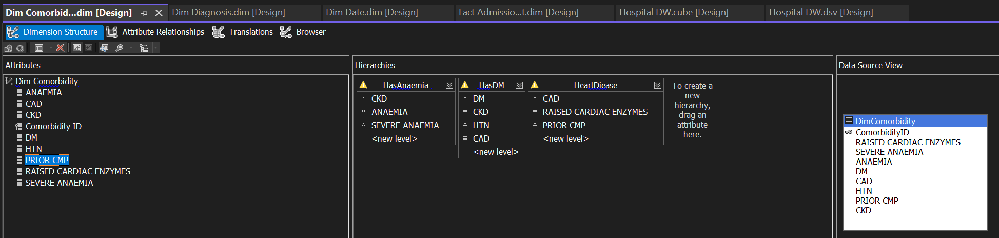 Dim Comorbid...dim [Design]
Dim Diagnosis.dim [Design]
Dim Date.dim [Design]
Fact Admissio...t.dim [Design]
Hospital DW.cube [Design]
Hospital DW.dsv [Design]
Dimension Structure
Attribute Relationships
Translations
Browser
Attributes
Dim Comorbidity
ANAEMIA
CAD
CKD
Comorbidity ID
DM
HTN
PRIOR CMP
RAISED CARDIAC ENZYMES
SEVERE ANAEMIA
Hierarchies
HasAnaemia
CKD
ANAEMIA
SEVERE ANAEMIA
<new level>
HasDM
DM
CKD
HTN
CAD
<new level>
HeartDiease
CAD
RAISED CARDIAC ENZYMES
PRIOR CMP
<new level>
To create a
new
hierarchy,
drag an
attribute
here.
Data Source View
DimComorbidity
ComorbidityID
RAISED CARDIAC ENZYMES
SEVERE ANAEMIA
ANAEMIA
DM
CAD
HTN
PRIOR CMP
CKD